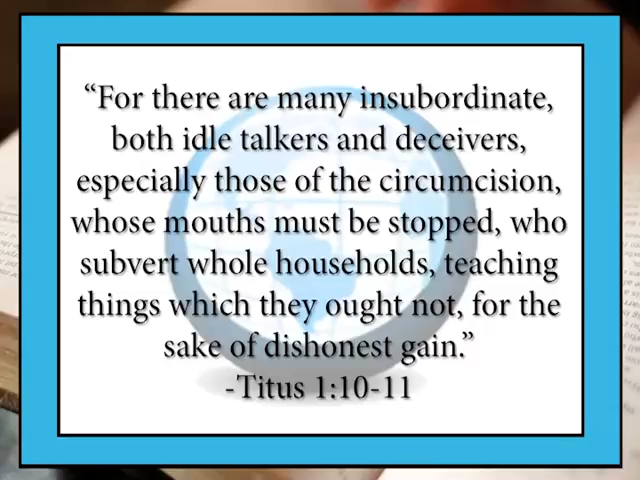 “For there are many insubordinate,
both idle talkers and deceivers,
especially those of the circumcision,
whose mouths must be stopped, who
subvert whole households, teaching
things which they ought not, for the
sake of dishonest gain.”
-Titus 1:10-11